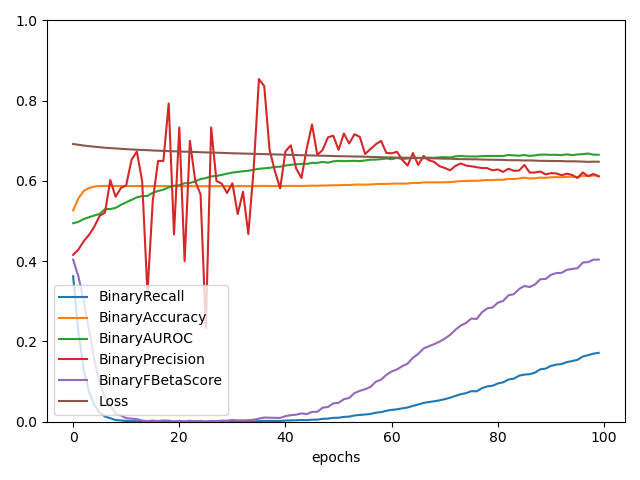 1.0
0.8
0.6
0.4
0.2
0.0
BinaryRecall
BinaryAccuracy
BinaryAUROC
BinaryPrecision
BinaryFBetaScore
Loss
0 20 40 60 80 100
epochs